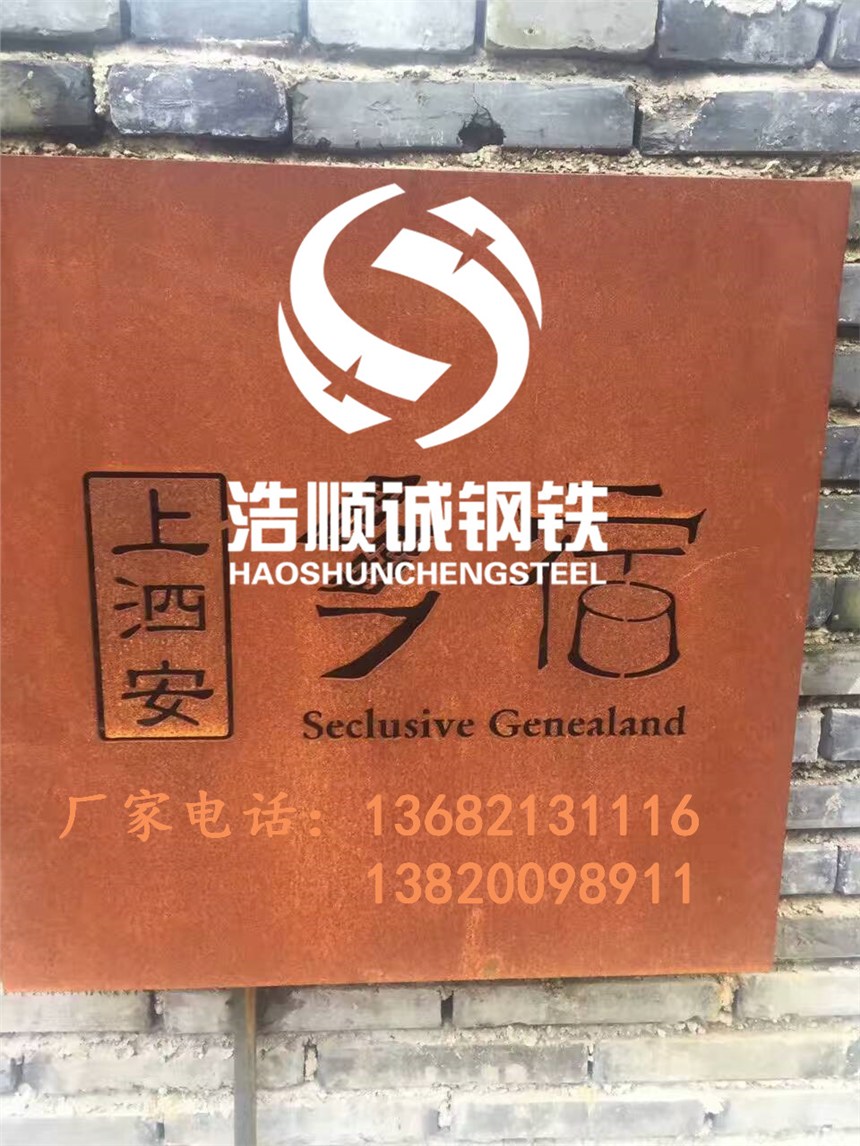 上泗安
浩顺诚钢铁
HAOSHUNCHENGSTEEL
Seclusive Genealand
厂家电话：13682131116
13820098911